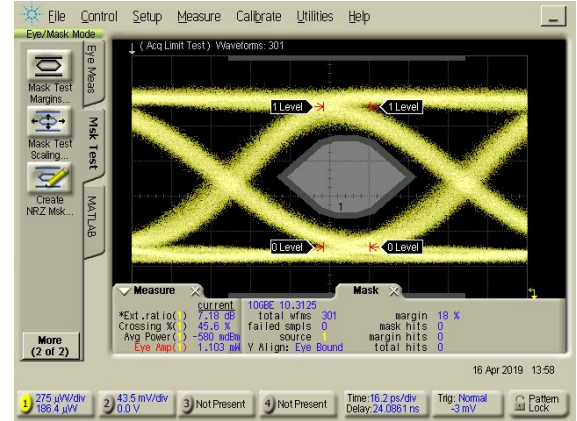 File Control Setup Measure Calibrate Utilities Help
Eye/Mask Mode
( Acq Limit Test ) Waveforms: 301
Mask Test
Margins...
Mask Test
Scaling...
Create
NRZ Msk...
More
(2 of 2)
Eye Meas
Msk Test
MATLAB
1 Level
1 Level
1
0 Level
0 Level
Measure
current
*Ext.ratio(1) 7.18 dB
Crossing %(1) 45.6 %
Avg Power(1) -580 mdBm
Eye Amp(1) 1.103 mW
Mask
10GBE 10.3125
total wfms 301
failed smpls 0
source 1
Y Align: Eye Bound
margin 18 %
mask hits 0
margin hits 0
total hits 0
16 Apr 2019 13:58
1 275 µW/div
186.4 µW
2 43.5 mV/div
0.0 V
3 Not Present
4 Not Present
Time:16.2 ps/div
Delay:24.0861 ns
Trig: Normal
-3 mV
Pattern
Lock